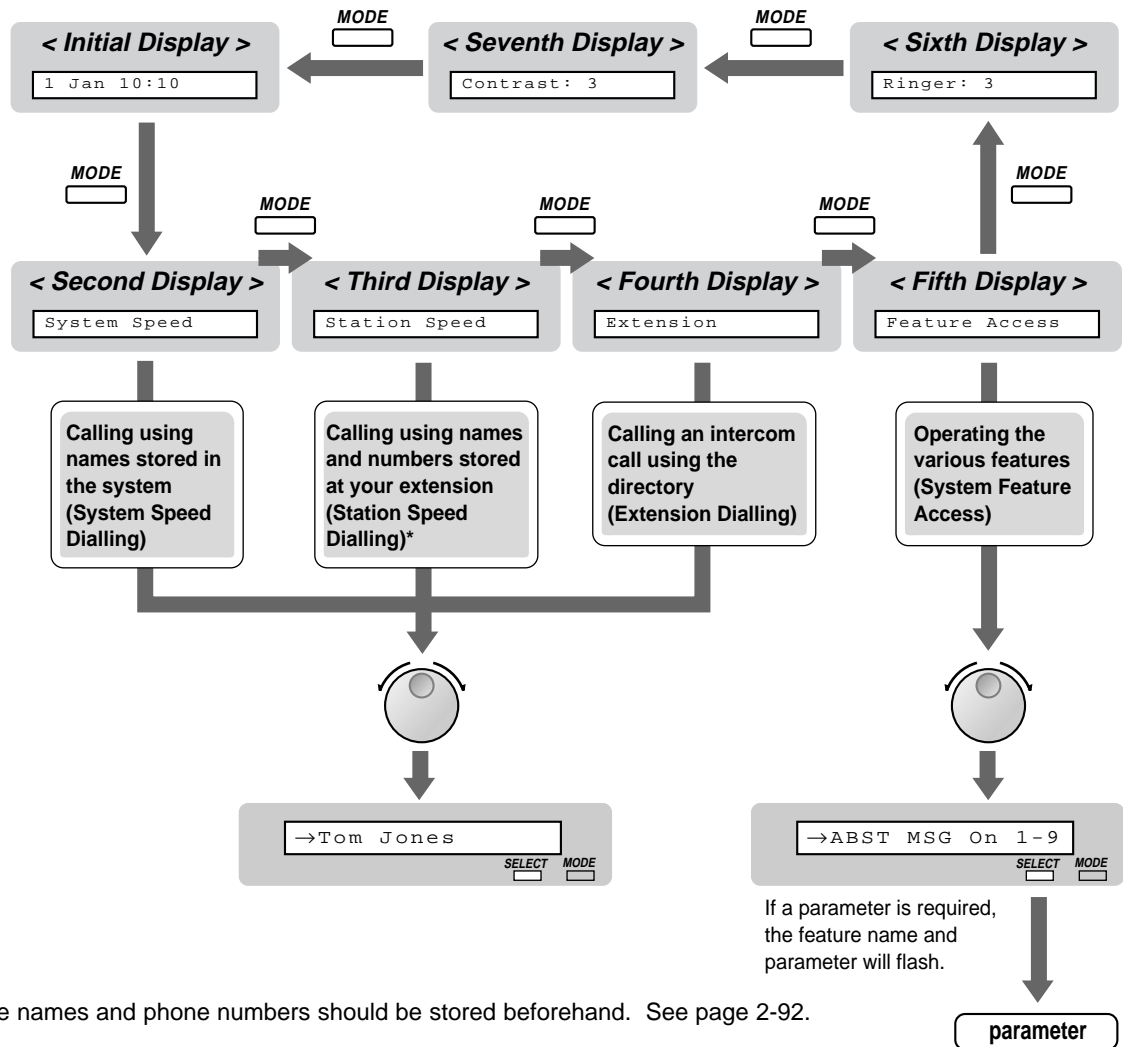 MODE
MODE
< Initial Display >
< Seventh Display >
< Sixth Display >
1 Jan 10:10
Contrast: 3
Ringer: 3
MODE
MODE
MODE
MODE
MODE
< Second Display >
< Third Display >
< Fourth Display >
< Fifth Display >
System Speed
Station Speed
Extension
Feature Access
Calling using
names stored in
the system
(System Speed
Dialling)
Calling using names
and numbers stored
at your extension
(Station Speed
Dialling)*
Calling an intercom
call using the
directory
(Extension Dialling)
Operating the
various features
(System Feature
Access)
→Tom Jones
SELECT MODE
→ABST MSG On 1-9
SELECT MODE
If a parameter is required,
the feature name and
parameter will flash.
names and phone numbers should be stored beforehand. See page 2-92.
parameter